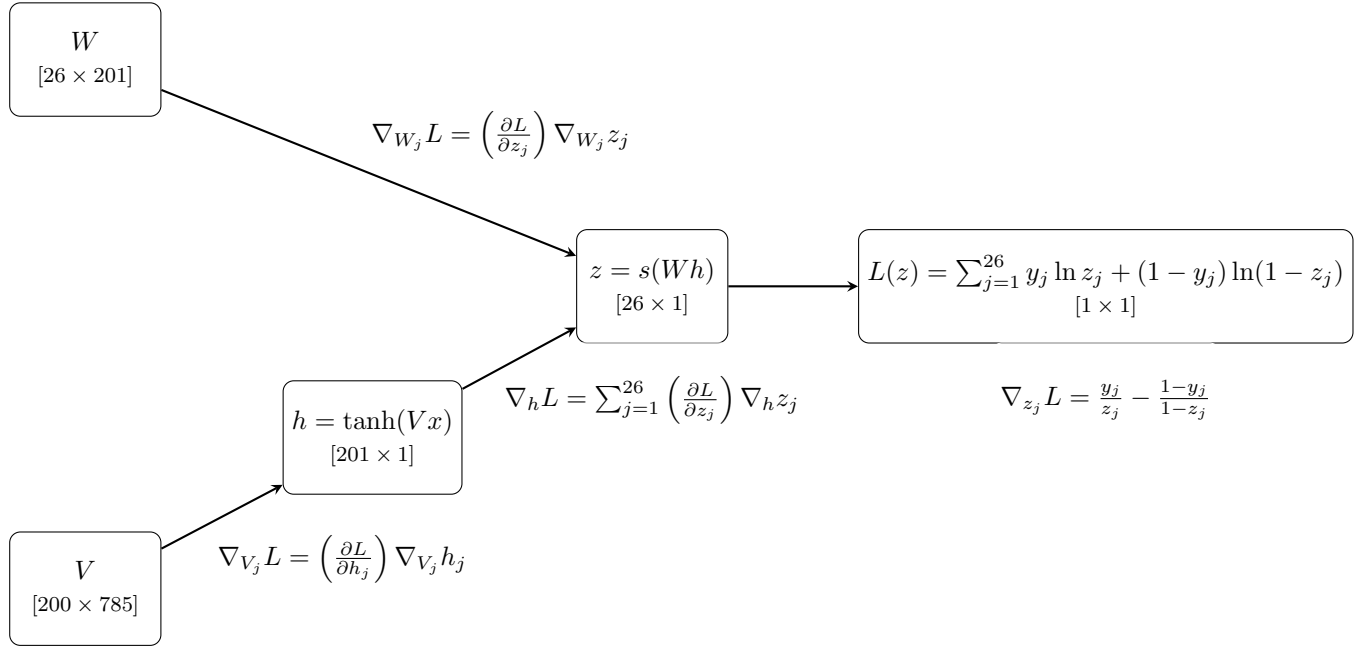 W
[26 × 201]
∇_{W_j} L = (∂L/∂z_j) ∇_{W_j} z_j
z = s(Wh)
[26 × 1]
L(z) = ∑_{j=1}^{26} y_j ln z_j + (1 − y_j) ln(1 − z_j)
[1 × 1]
∇_h L = ∑_{j=1}^{26} (∂L/∂z_j) ∇_h z_j
∇_{z_j} L = y_j/z_j − (1−y_j)/(1−z_j)
h = tanh(Vx)
[201 × 1]
∇_{V_j} L = (∂L/∂h_j) ∇_{V_j} h_j
V
[200 × 785]